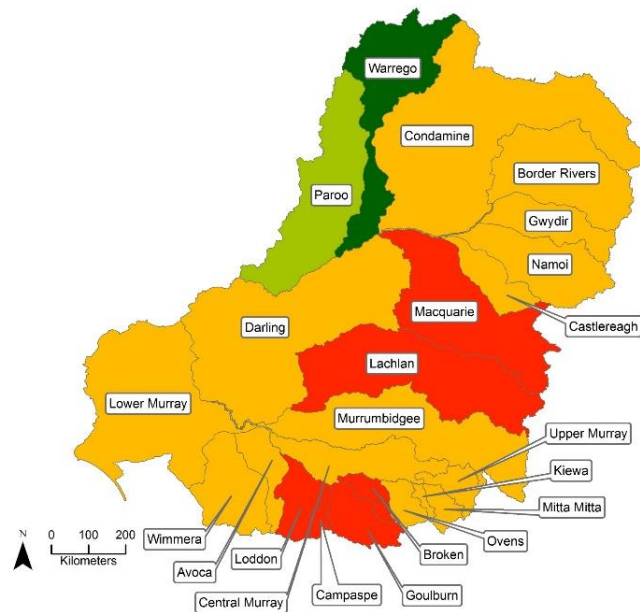 Warrego
Condamine
Border Rivers
Paroo
Gwydir
Namoi
Castlereagh
Macquarie
Darling
Lachlan
Lower Murray
Murrumbidgee
Upper Murray
Kiewa
Mitta Mitta
Ovens
Wimmera
Broken
Loddon
Avoca
Campaspe
Goulburn
Central Murray
N
0 100 200
Kilometers